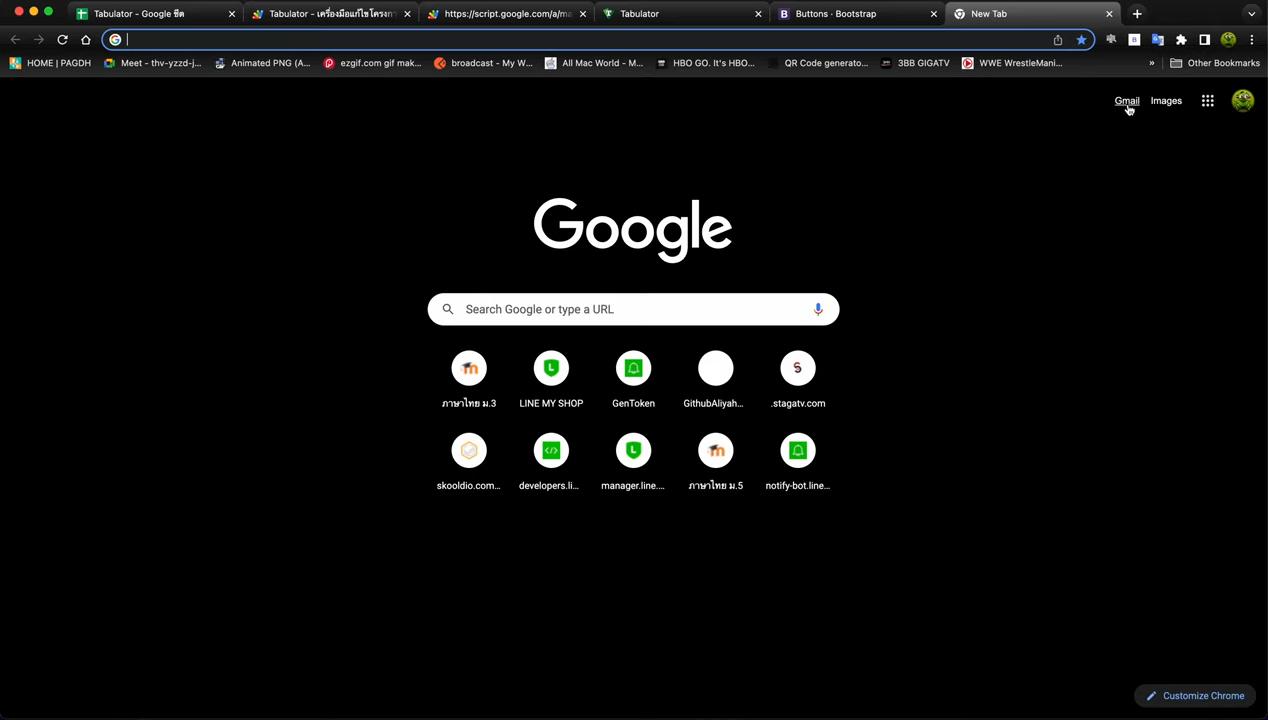 Tabulator - Google ชีต
Tabulator - เครื่องมือแก้ไขโครงกา
https://script.google.com/a/ma
Tabulator
Buttons · Bootstrap
New Tab
HOME | PAGDH
Meet - thv-yzzd-j...
Animated PNG (A...
ezgif.com gif mak...
broadcast - My W...
All Mac World - M...
HBO GO. It's HBO...
QR Code generato...
3BB GIGATV
WWE WrestleMani...
»
Other Bookmarks
Gmail
Images
Google
Search Google or type a URL
ภาษาไทย ม.3
LINE MY SHOP
GenToken
GithubAliyah...
.stagatv.com
skooldio.com...
developers.li...
manager.line....
ภาษาไทย ม.5
notify-bot.line...
Customize Chrome